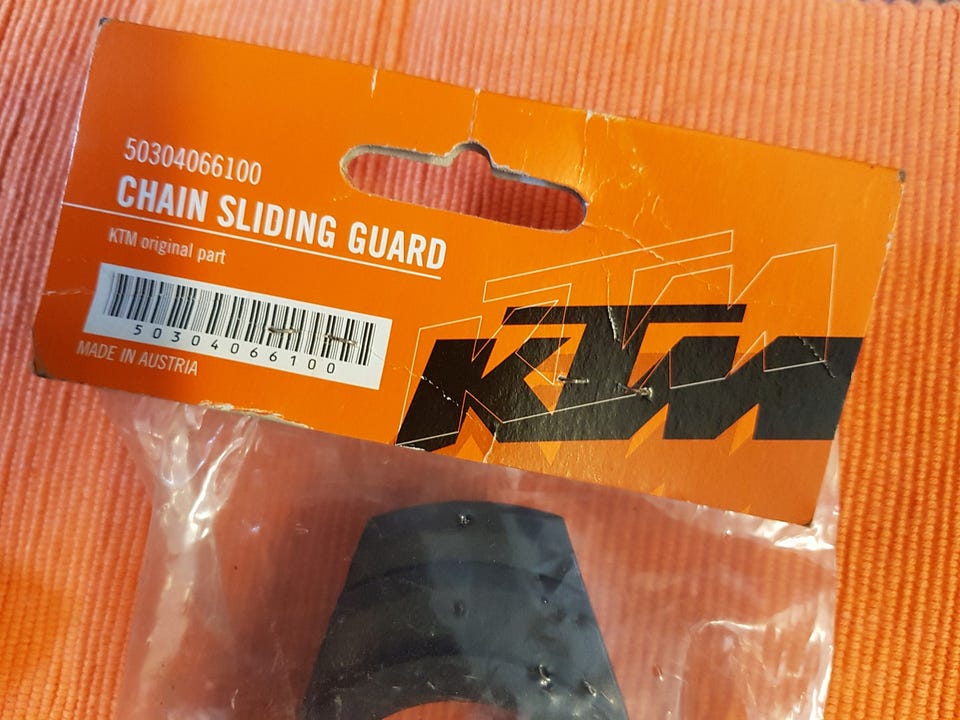 50304066100
CHAIN SLIDING GUARD
KTM original part
50304066100
MADE IN AUSTRIA
KTM